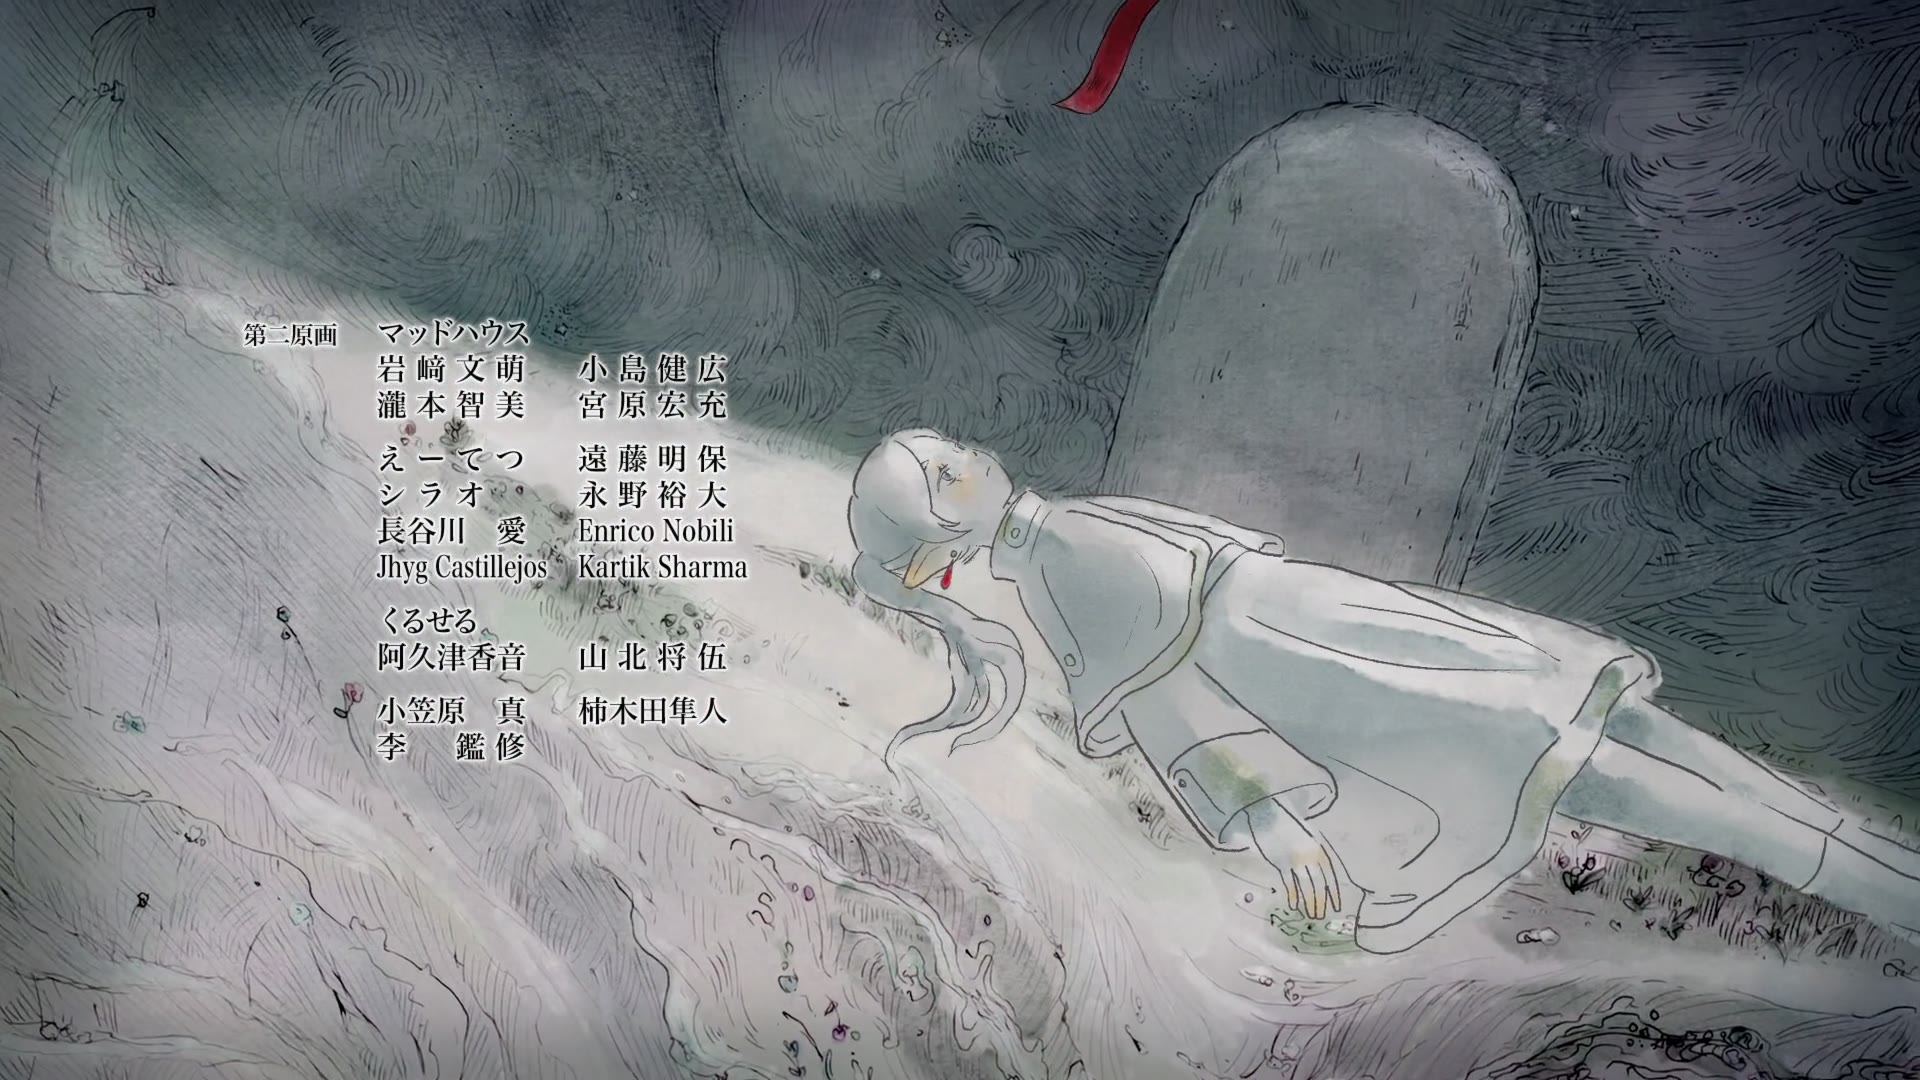 第二原画 マッドハウス
岩﨑文萌 小島健広
瀧本智美 宮原宏充
えーてつ 遠藤明保
シラオ 永野裕大
長谷川 愛 Enrico Nobili
Jhyg Castillejos Kartik Sharma
くるせる
阿久津香音 山北将伍
小笠原 真 柿木田隼人
李 鑑修